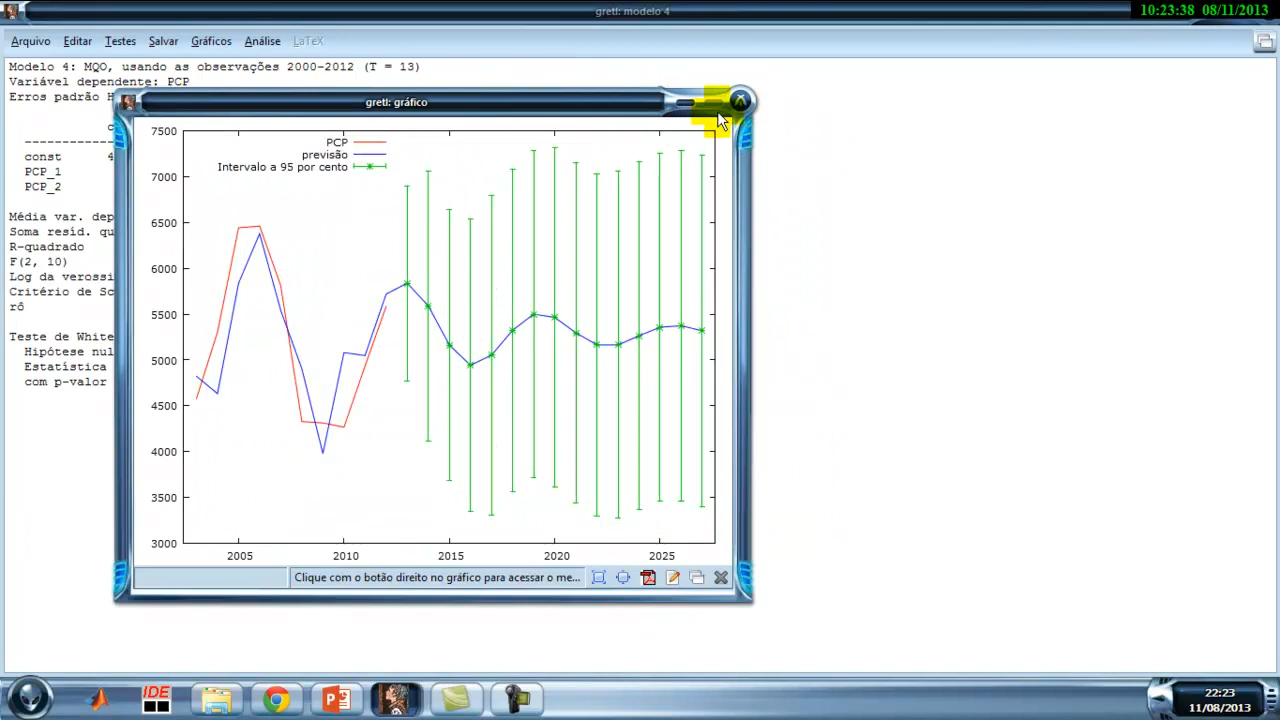 gretl: modelo 4
10:23:38 08/11/2013
Arquivo Editar Testes Salvar Gráficos Análise LaTeX
Modelo 4: MQO, usando as observações 2000-2012 (T = 13)
Variável dependente: PCP
Erros padrão H
gretl: gráfico
c
const 4
PCP_1
PCP_2
Média var. dep
Soma resíd. qu
R-quadrado
F(2, 10)
Log da verossi
Critério de Sc
rô
Teste de White
Hipótese nul
Estatística
com p-valor
PCP
previsão
Intervalo a 95 por cento
7500
7000
6500
6000
5500
5000
4500
4000
3500
3000
2005 2010 2015 2020 2025
Clique com o botão direito no gráfico para acessar o me...
IDE
22:23
11/08/2013